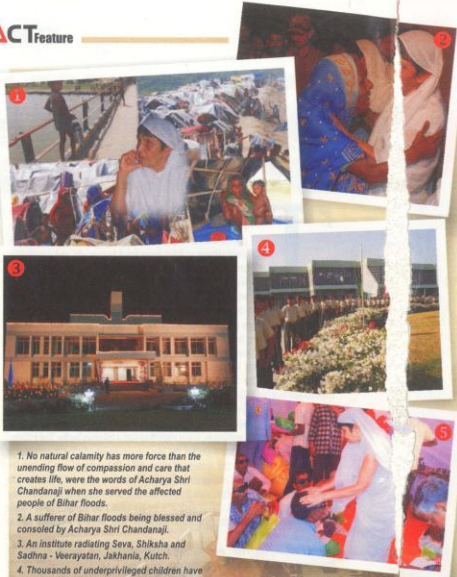 ACT Feature
1
2
3
4
5
1. No natural calamity has more force than the
unending flow of compassion and care that
creates life, were the words of Acharya Shri
Chandanaji when she served the affected
people of Bihar floods.
2. A sufferer of Bihar floods being blessed and
consoled by Acharya Shri Chandanaji.
3. An institute radiating Seva, Shiksha and
Sadhna - Veerayatan, Jakhania, Kutch.
4. Thousands of underprivileged children have